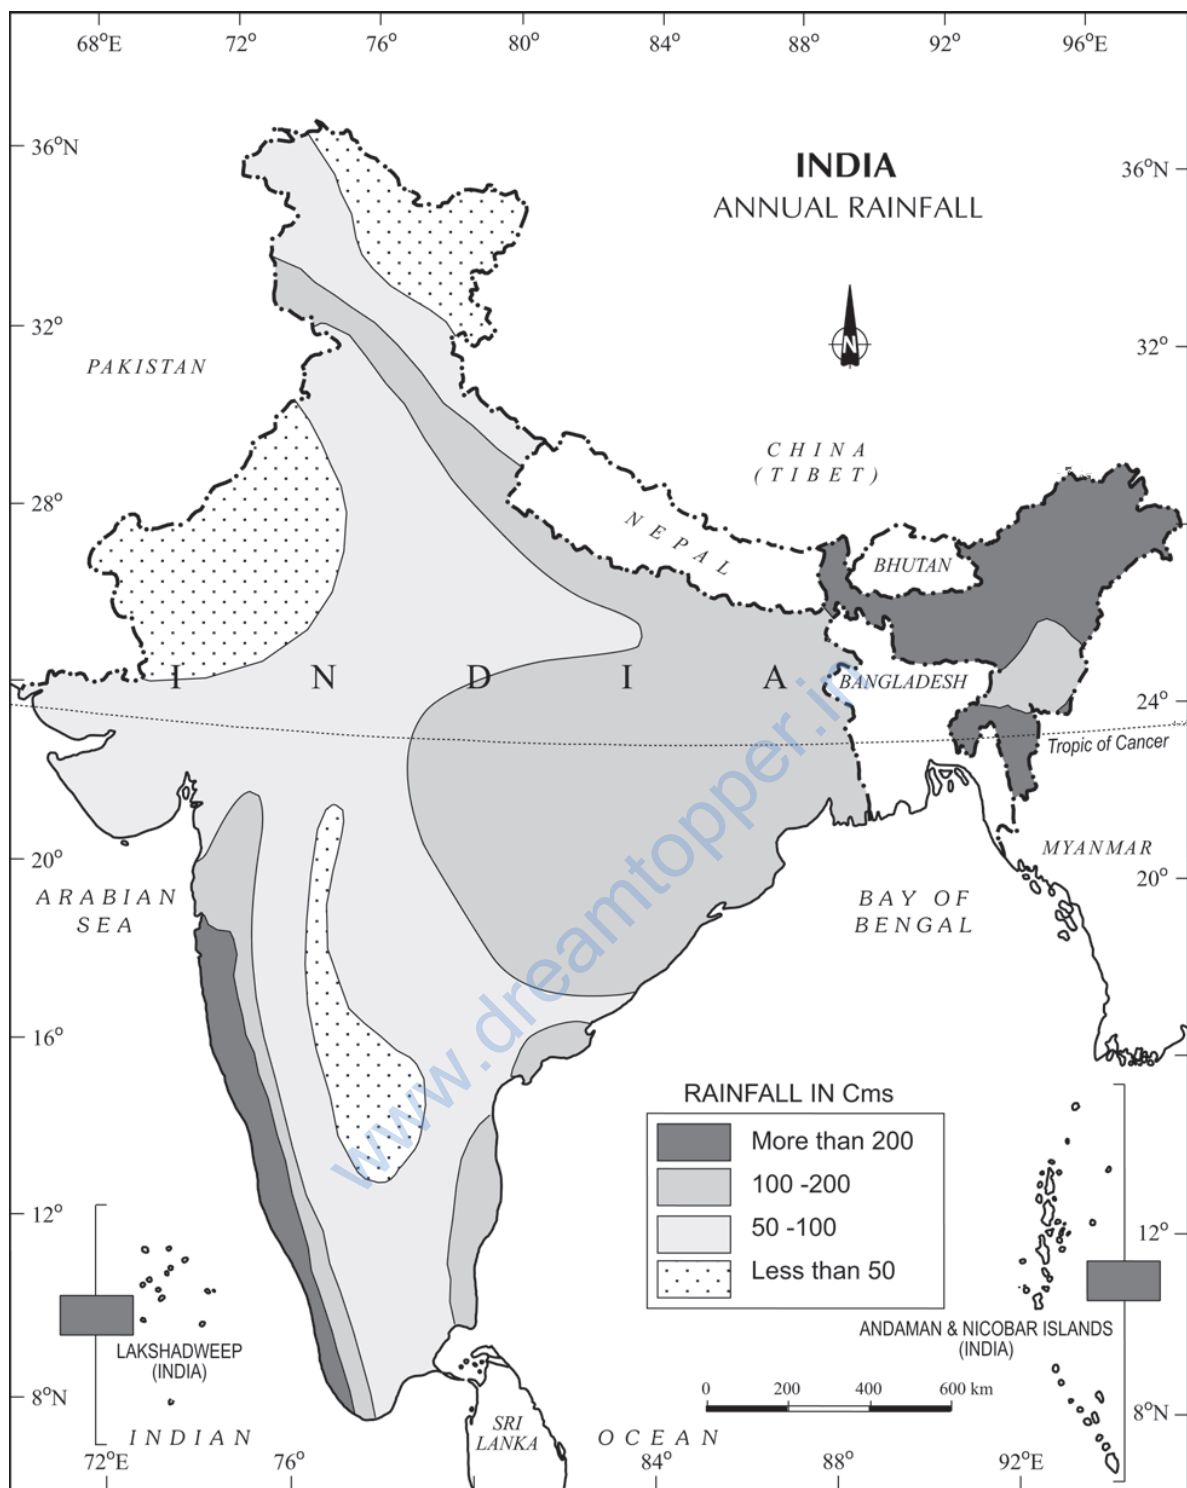 68°E 72° 76° 80° 84° 88° 92° 96°E
36°N
INDIA
ANNUAL RAINFALL
36°N
N
32°
32°
PAKISTAN
CHINA
(TIBET)
28°
NEPAL
BHUTAN
I N D I A
BANGLADESH
24°
Tropic of Cancer
20°
MYANMAR
20°
ARABIAN
SEA
BAY OF
BENGAL
www.dreamtopper.in
16°
RAINFALL IN Cms
More than 200
100 -200
50 -100
Less than 50
12°
12°
LAKSHADWEEP
(INDIA)
ANDAMAN & NICOBAR ISLANDS
(INDIA)
0 200 400 600 km
8°N
8°N
SRI
LANKA
INDIAN OCEAN
72°E 76° 84° 88° 92°E